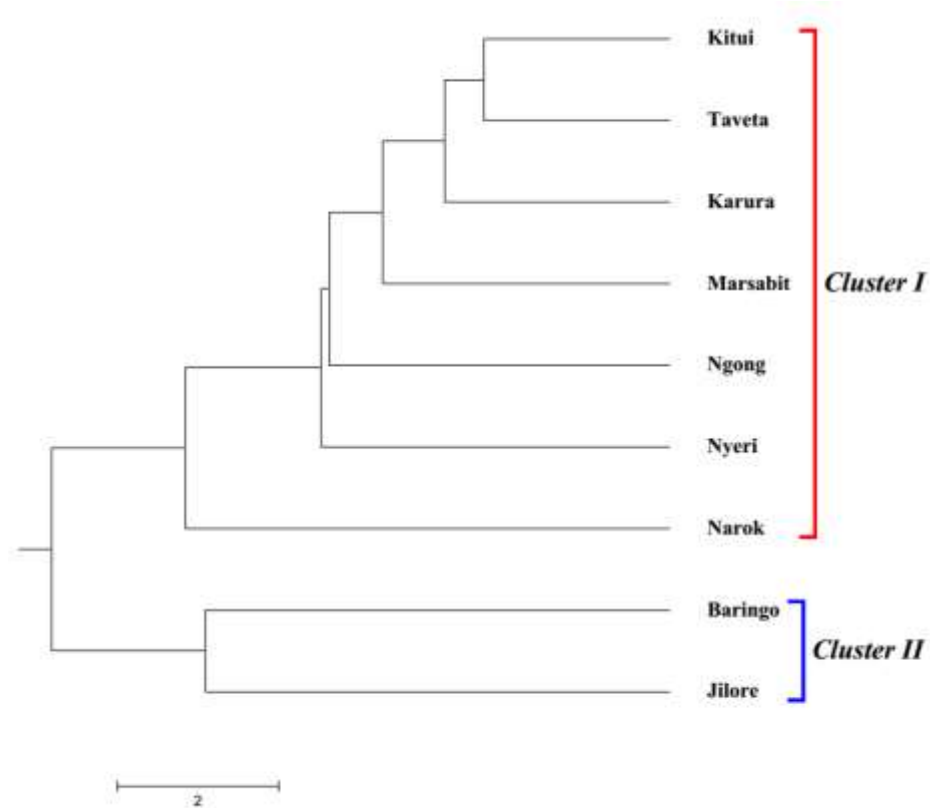 Kitui
Taveta
Karura
Marsabit
Cluster I
Ngong
Nyeri
Narok
Baringo
Cluster II
Jilore
2